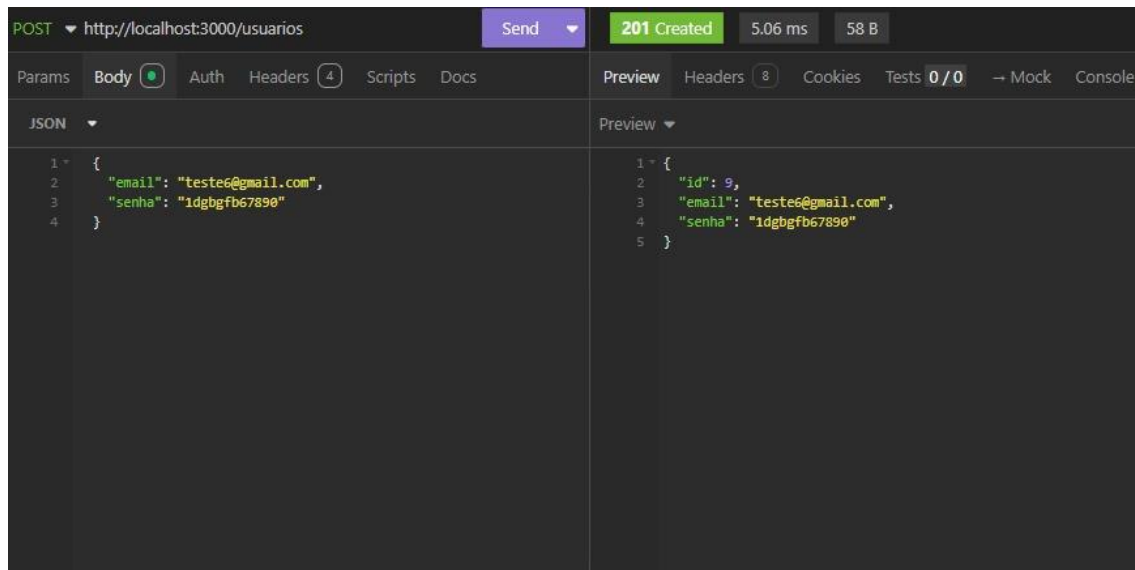 POST http://localhost:3000/usuarios Send
201 Created 5.06 ms 58 B
Params Body Auth Headers 4 Scripts Docs
Preview Headers 8 Cookies Tests 0 / 0 → Mock Console
JSON
Preview
1 {
2 "email": "teste6@gmail.com",
3 "senha": "1dgbgfb67890"
4 }
1 {
2 "id": 9,
3 "email": "teste6@gmail.com",
4 "senha": "1dgbgfb67890"
5 }